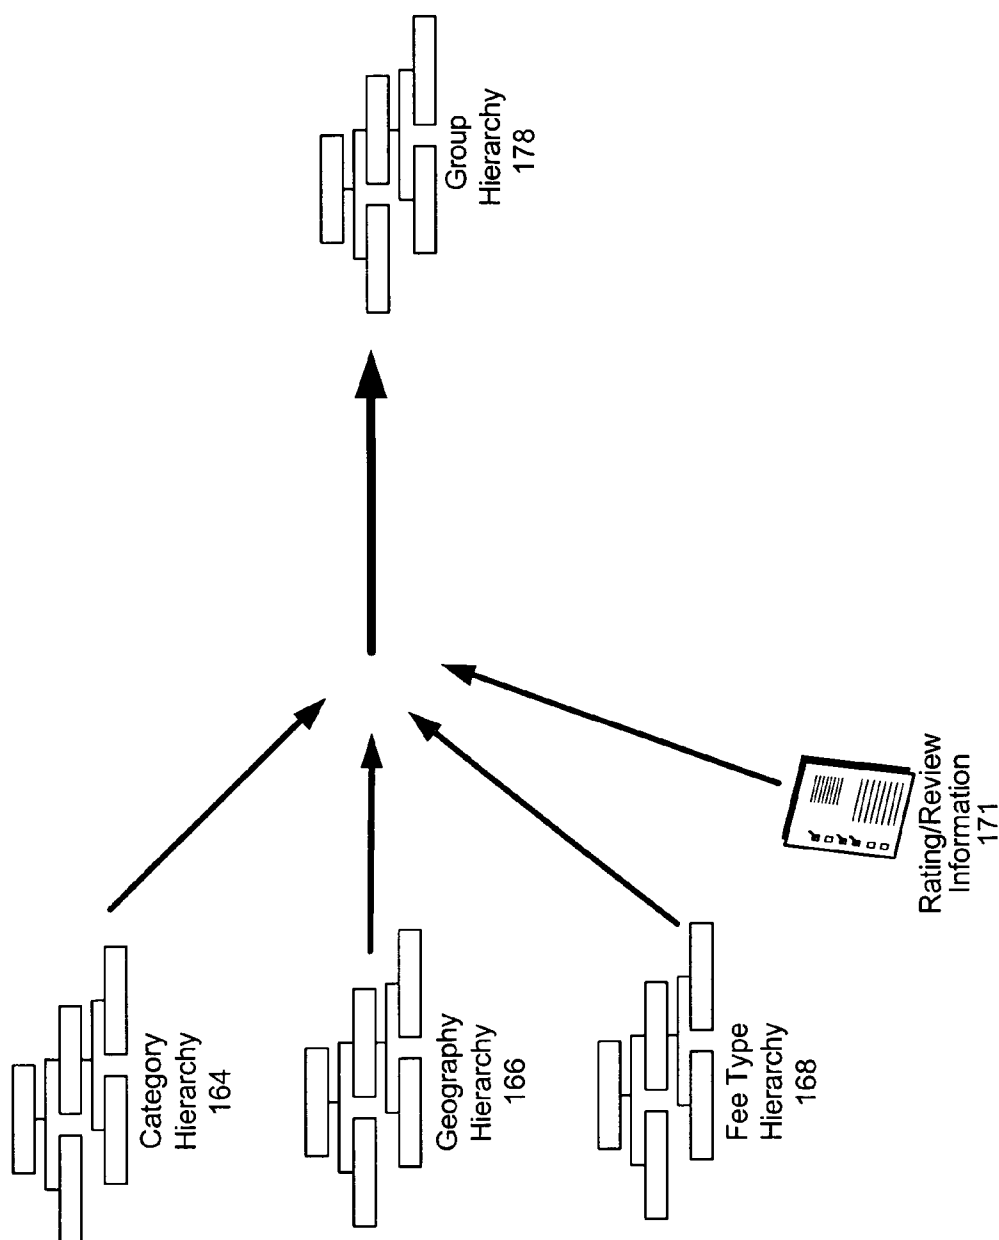 Category
Hierarchy
164
Geography
Hierarchy
166
Fee Type
Hierarchy
168
Rating/Review
Information
171
Group
Hierarchy
178